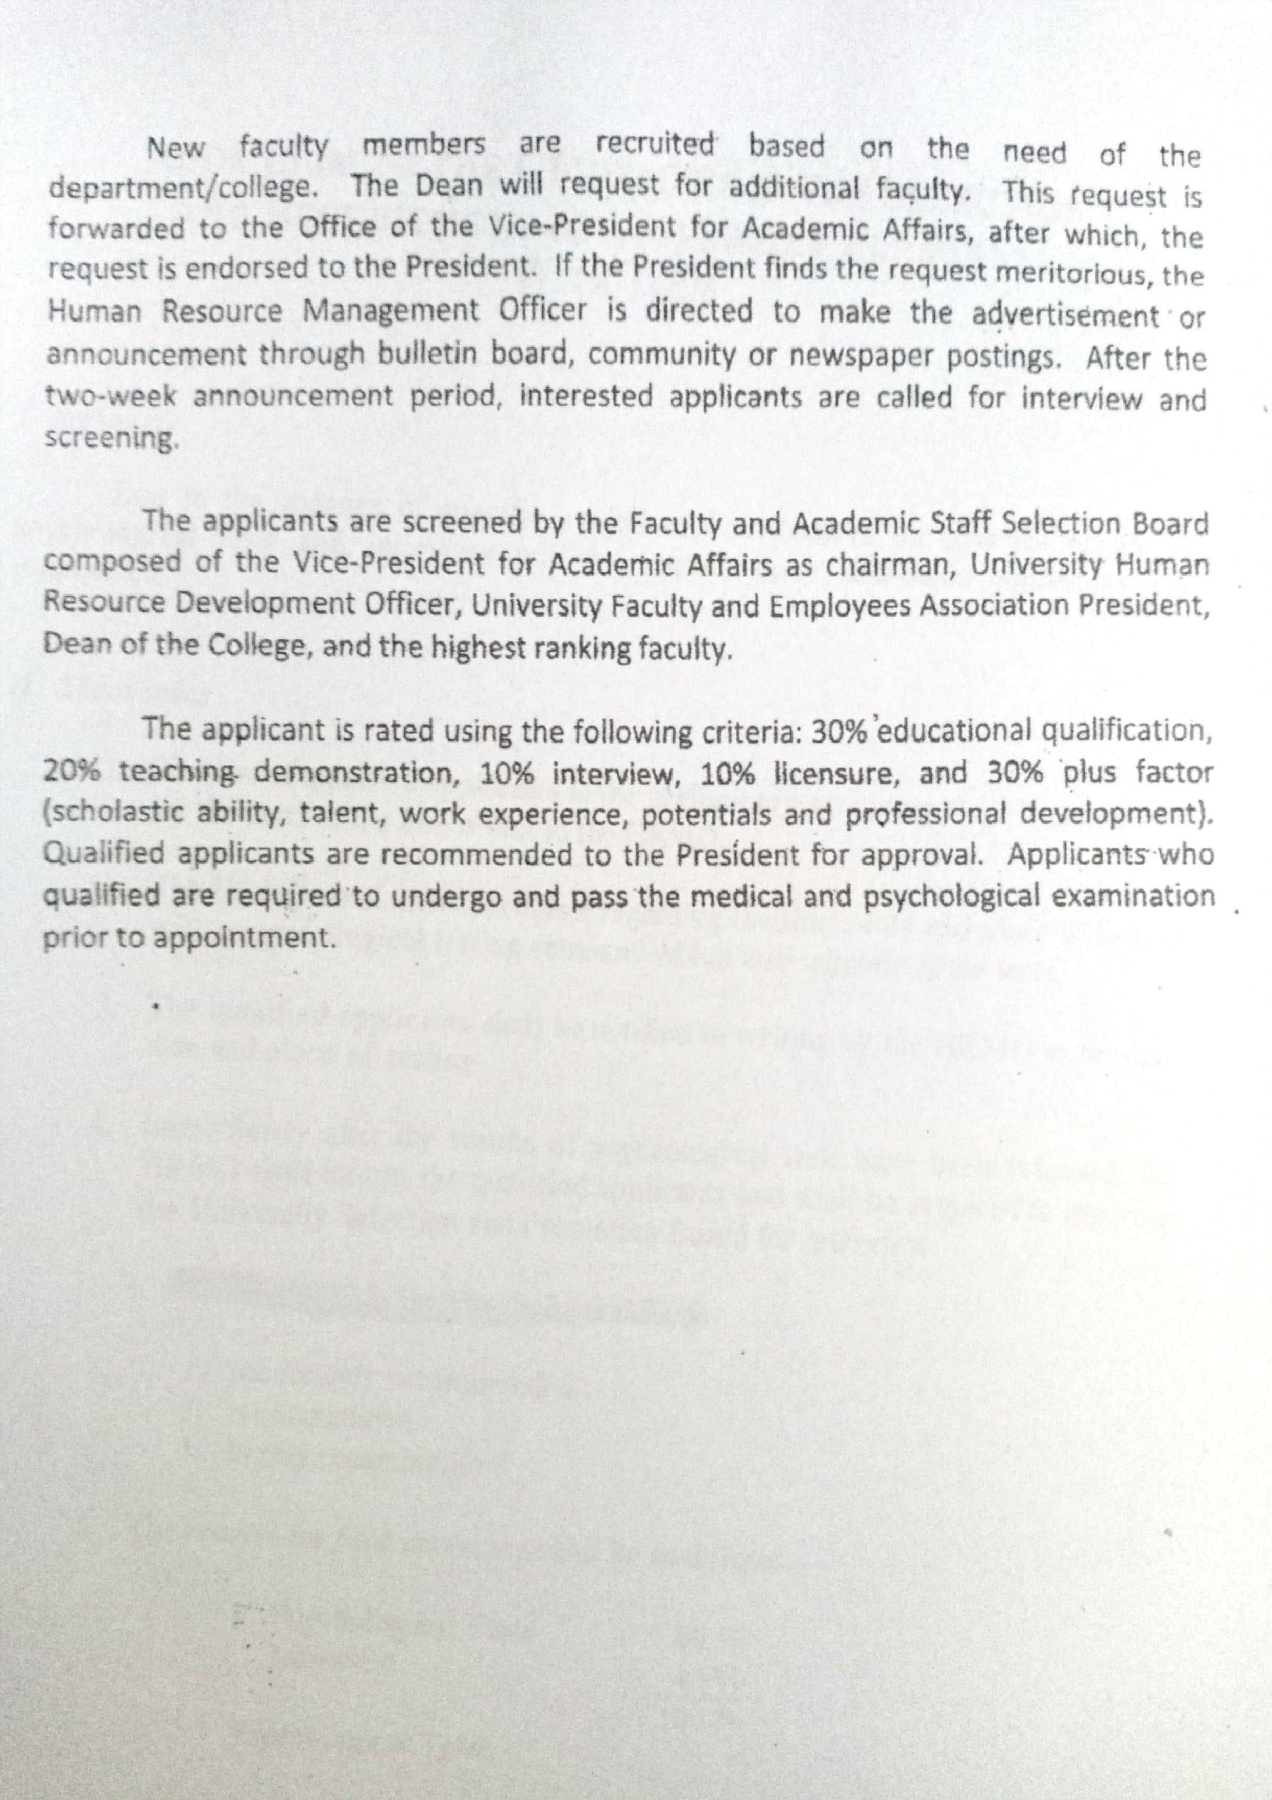 New faculty members are recruited based on the need of the
department/college. The Dean will request for additional faculty. This request is
forwarded to the Office of the Vice-President for Academic Affairs, after which, the
request is endorsed to the President. If the President finds the request meritorious, the
Human Resource Management Officer is directed to make the advertisement or
announcement through bulletin board, community or newspaper postings. After the
two-week announcement period, interested applicants are called for interview and
screening.
The applicants are screened by the Faculty and Academic Staff Selection Board
composed of the Vice-President for Academic Affairs as chairman, University Human
Resource Development Officer, University Faculty and Employees Association President,
Dean of the College, and the highest ranking faculty.
The applicant is rated using the following criteria: 30% educational qualification,
20% teaching demonstration, 10% interview, 10% licensure, and 30% plus factor
(scholastic ability, talent, work experience, potentials and professional development).
Qualified applicants are recommended to the President for approval. Applicants who
qualified are required to undergo and pass the medical and psychological examination
prior to appointment.